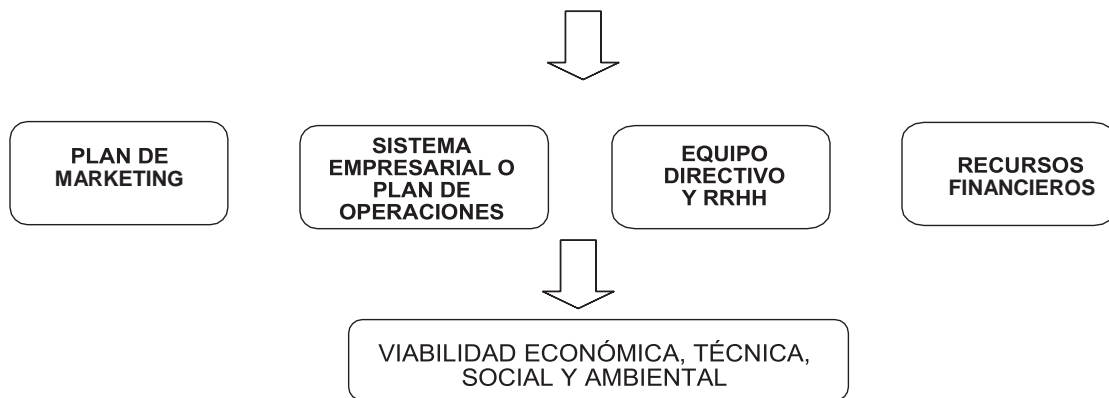 PLAN DE
MARKETING
SISTEMA
EMPRESARIAL O
PLAN DE
OPERACIONES
EQUIPO
DIRECTIVO
Y RRHH
RECURSOS
FINANCIEROS
VIABILIDAD ECONÓMICA, TÉCNICA,
SOCIAL Y AMBIENTAL